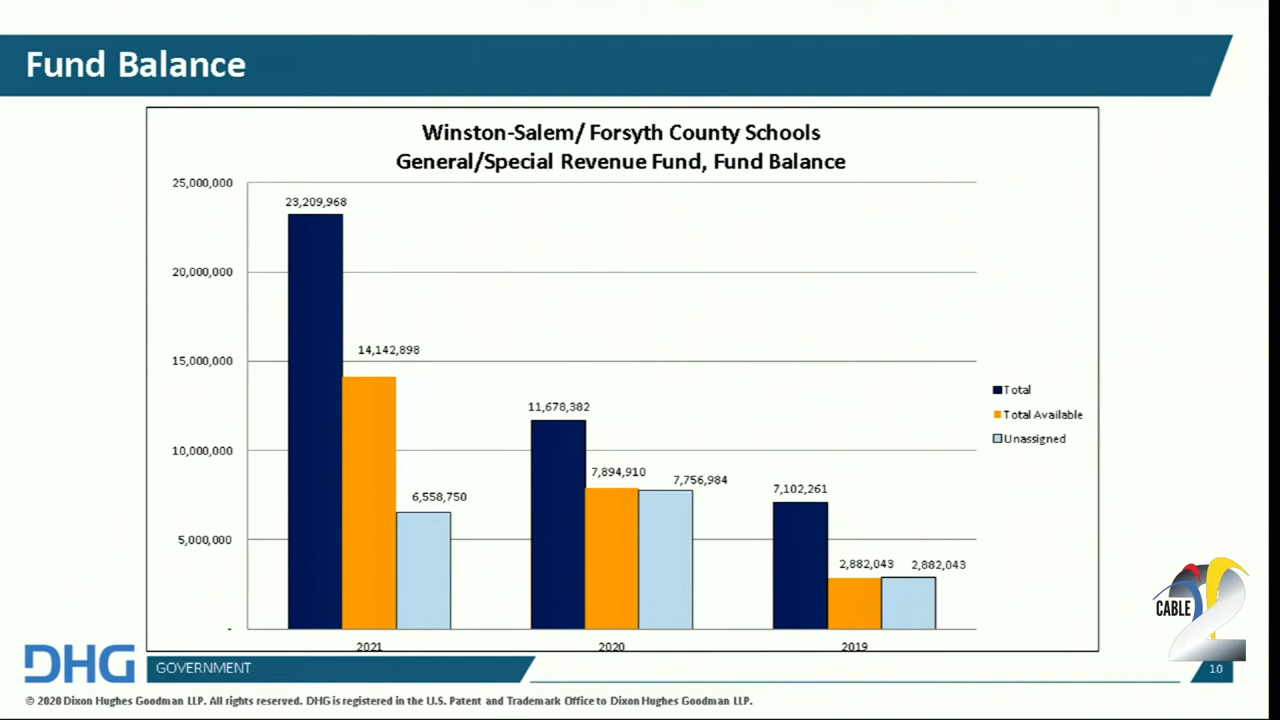 Fund Balance
Winston-Salem/ Forsyth County Schools
General/Special Revenue Fund, Fund Balance
25,000,000
23,209,968
20,000,000
15,000,000
14,142,898
11,678,382
10,000,000
7,894,910
7,756,984
7,102,261
6,558,750
5,000,000
2,882,043
2,882,043
-
2021
2020
2019
Total
Total Available
Unassigned
CABLE 2
DHG
GOVERNMENT
10
© 2020 Dixon Hughes Goodman LLP. All rights reserved. DHG is registered in the U.S. Patent and Trademark Office to Dixon Hughes Goodman LLP.